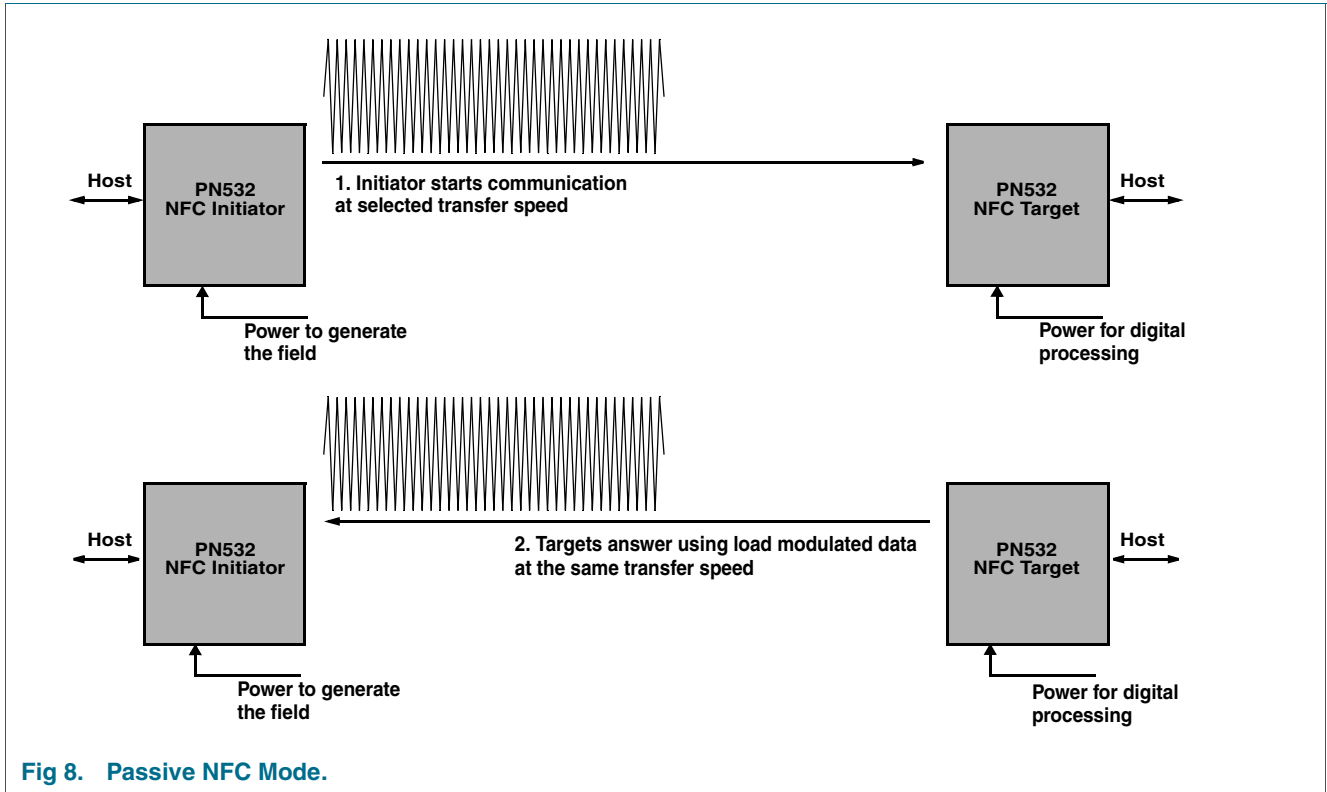 Host
PN532
NFC Initiator
1. Initiator starts communication
at selected transfer speed
PN532
NFC Target
Host
Power to generate
the field
Power for digital
processing
Host
PN532
NFC Initiator
2. Targets answer using load modulated data
at the same transfer speed
PN532
NFC Target
Host
Power to generate
the field
Power for digital
processing
Fig 8. Passive NFC Mode.